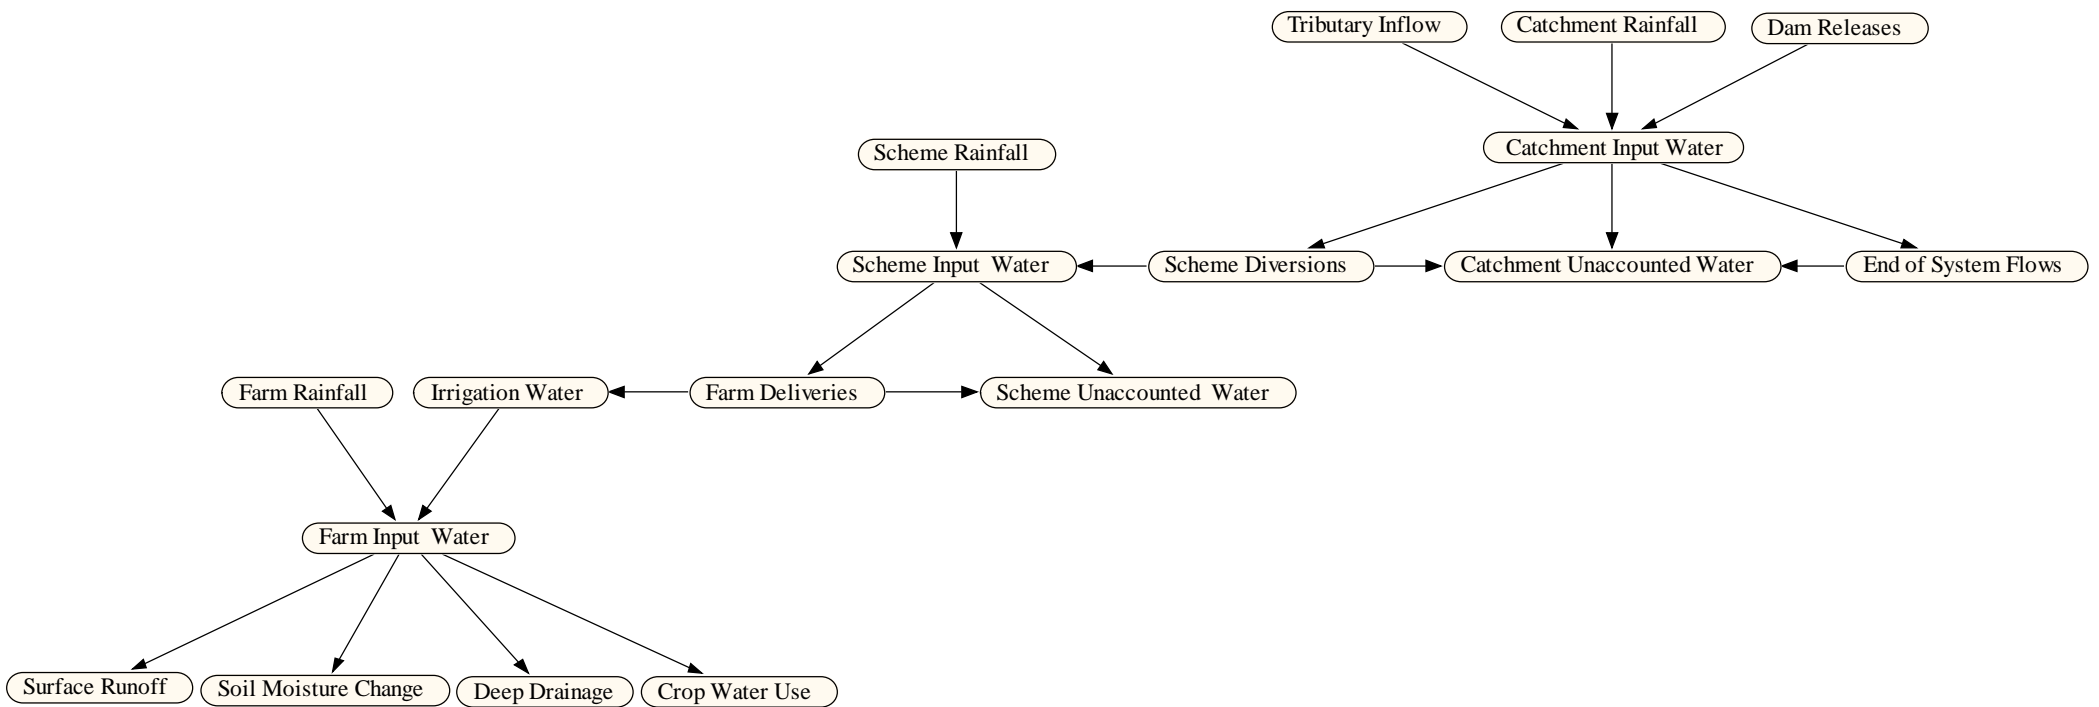 Tributary Inflow
Catchment Rainfall
Dam Releases
Catchment Input Water
Scheme Rainfall
Scheme Input  Water
Scheme Diversions
Catchment Unaccounted Water
End of System Flows
Farm Rainfall
Irrigation Water
Farm Deliveries
Scheme Unaccounted  Water
Farm Input  Water
Surface Runoff
Soil Moisture Change
Deep Drainage
Crop Water Use